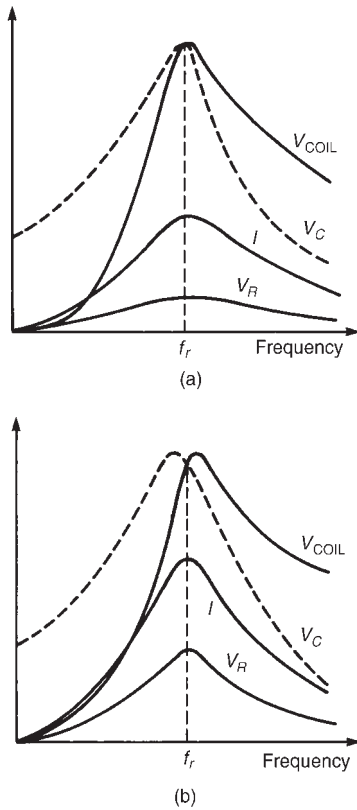 V_COIL
V_C
I
V_R
f_r Frequency
(a)
V_COIL
I
V_C
V_R
f_r
Frequency
(b)